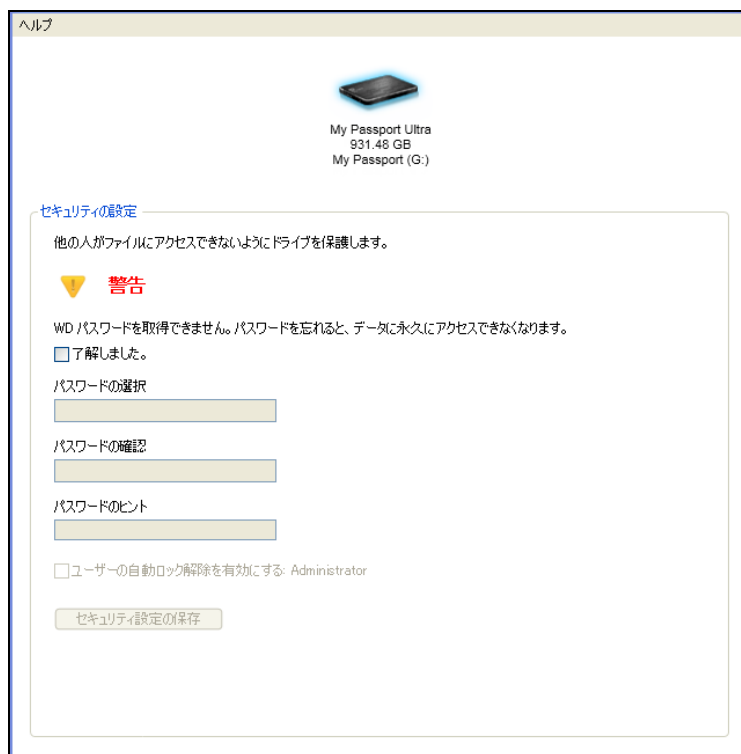 ヘルプ
My Passport Ultra
931.48 GB
My Passport (G:)
セキュリティの設定
他の人がファイルにアクセスできないようにドライブを保護します。
警告
WD パスワードを取得できません。パスワードを忘れると、データに永久にアクセスできなくなります。
了解しました。
パスワードの選択
パスワードの確認
パスワードのヒント
ユーザーの自動ロック解除を有効にする: Administrator
セキュリティ設定の保存